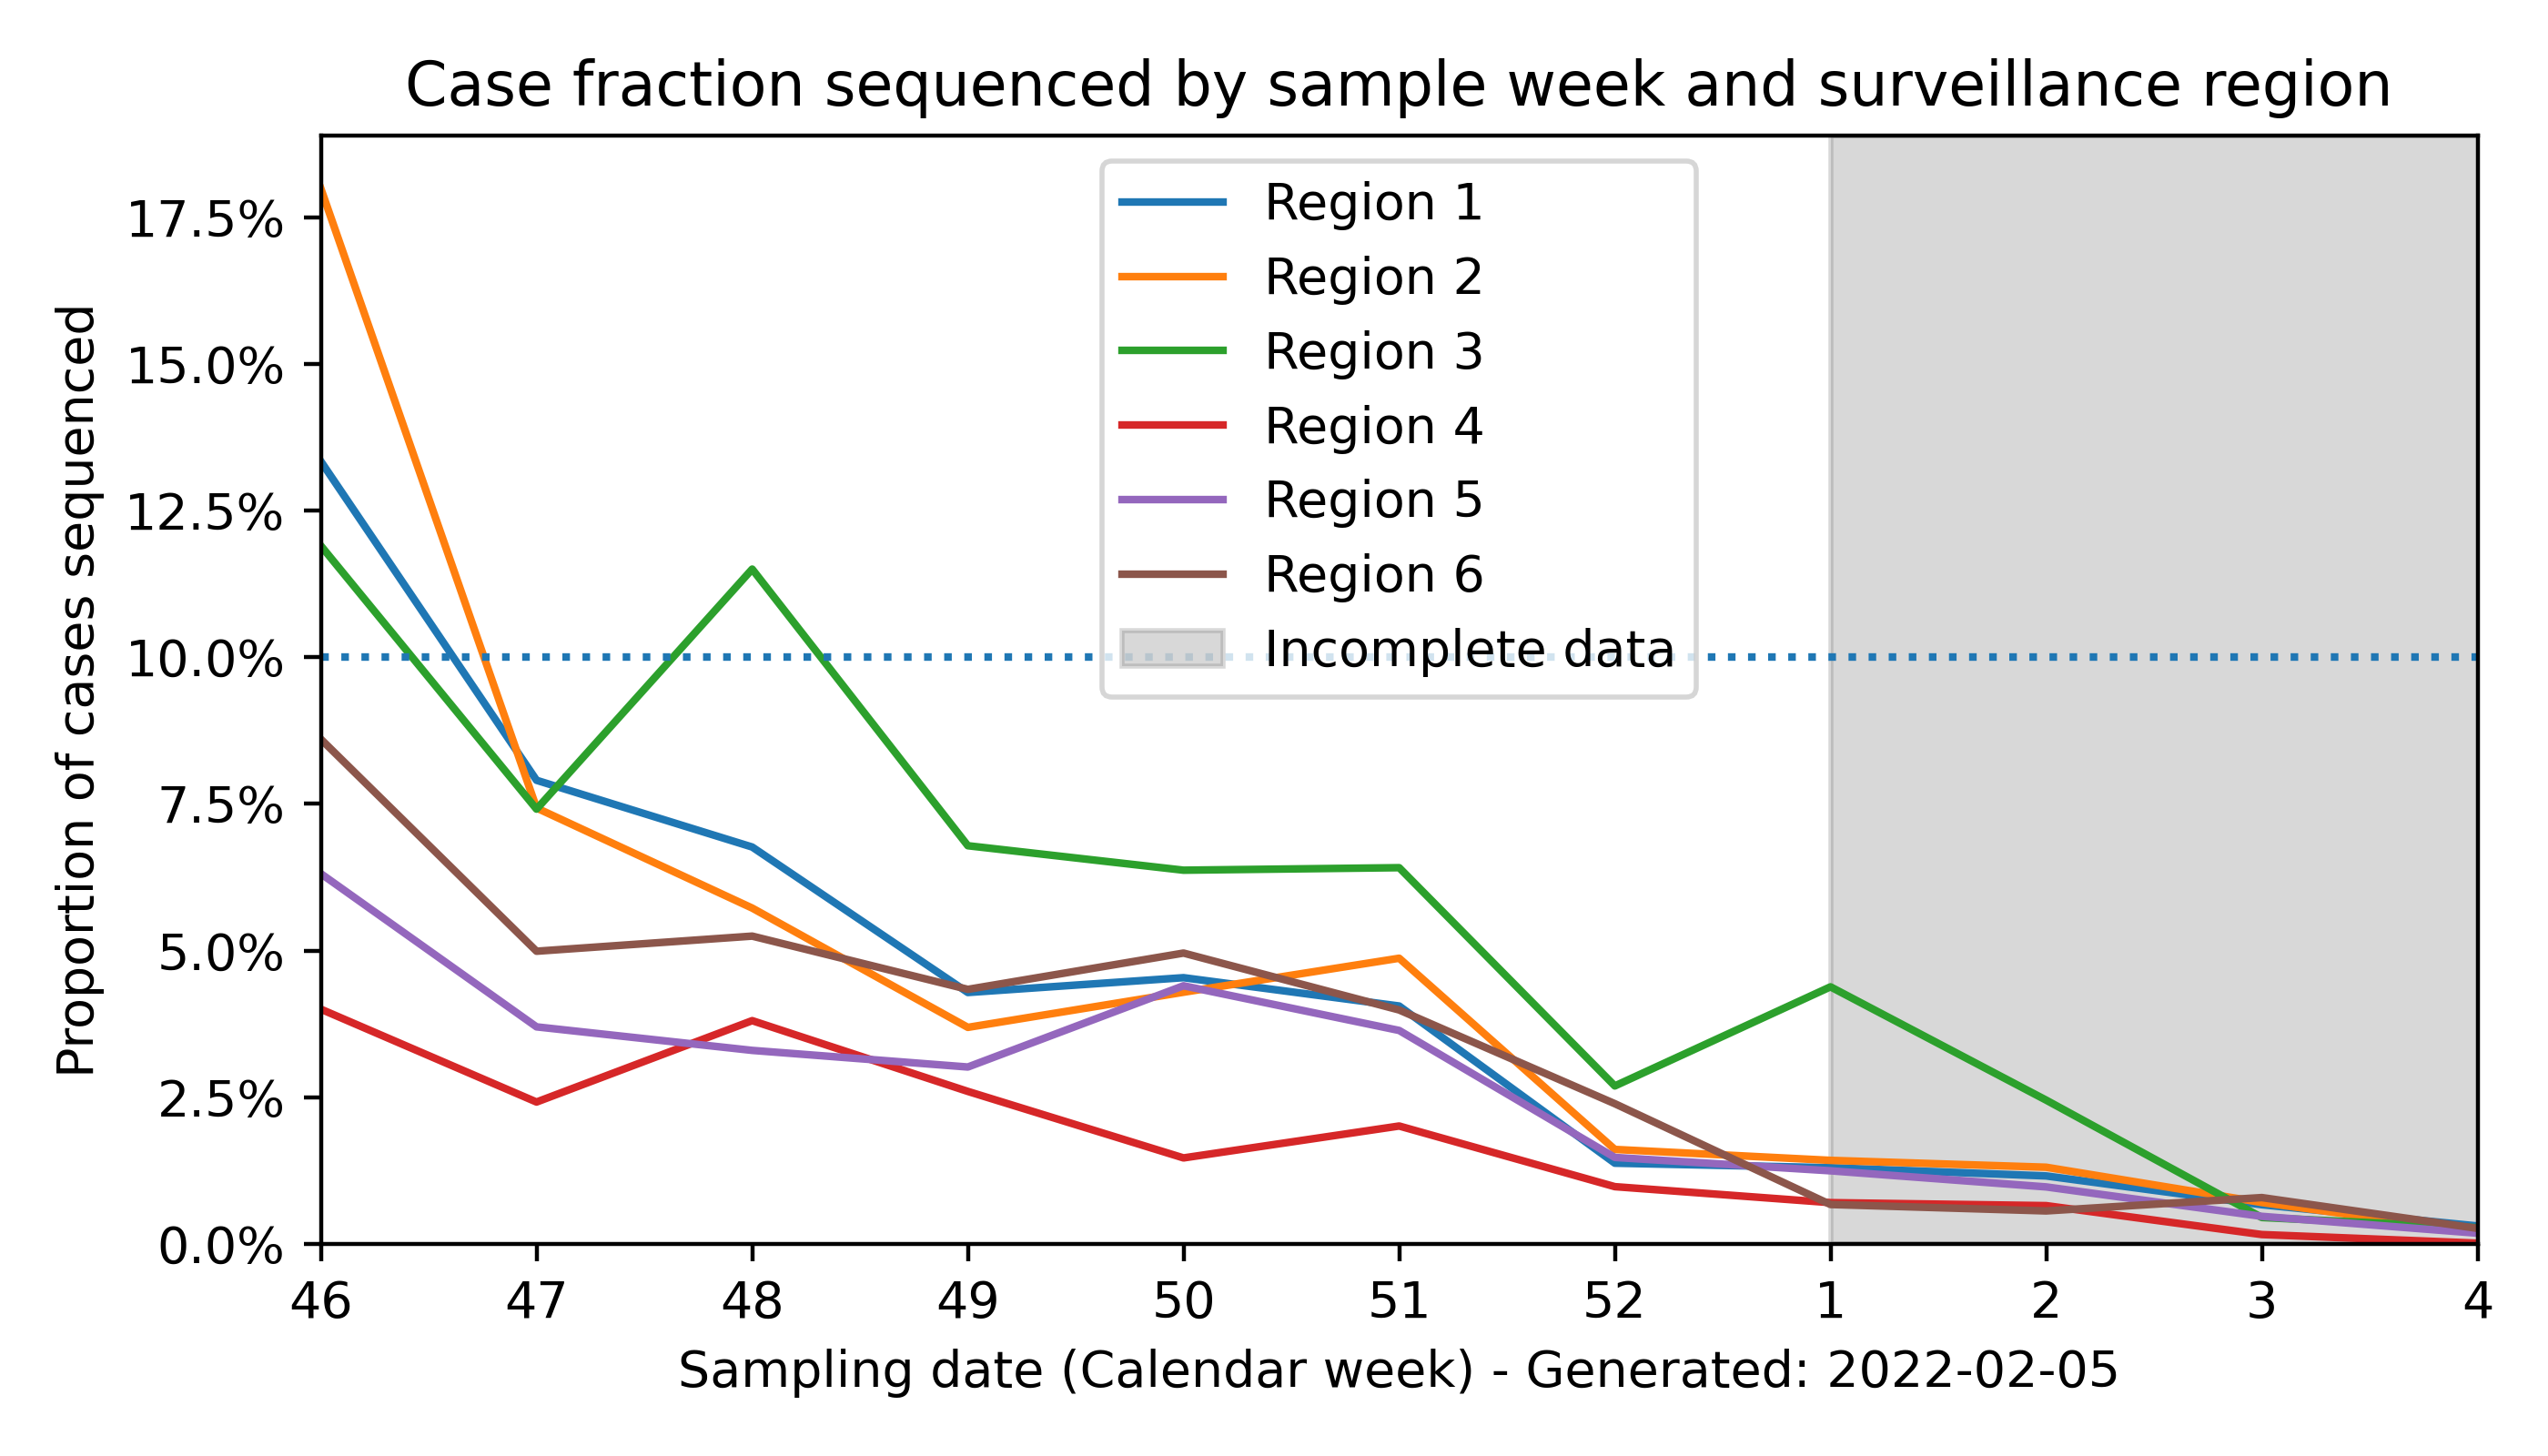 Case fraction sequenced by sample week and surveillance region
Proportion of cases sequenced
17.5%
15.0%
12.5%
10.0%
7.5%
5.0%
2.5%
0.0%
Region 1
Region 2
Region 3
Region 4
Region 5
Region 6
Incomplete data
46 47 48 49 50 51 52 1 2 3 4
Sampling date (Calendar week) - Generated: 2022-02-05